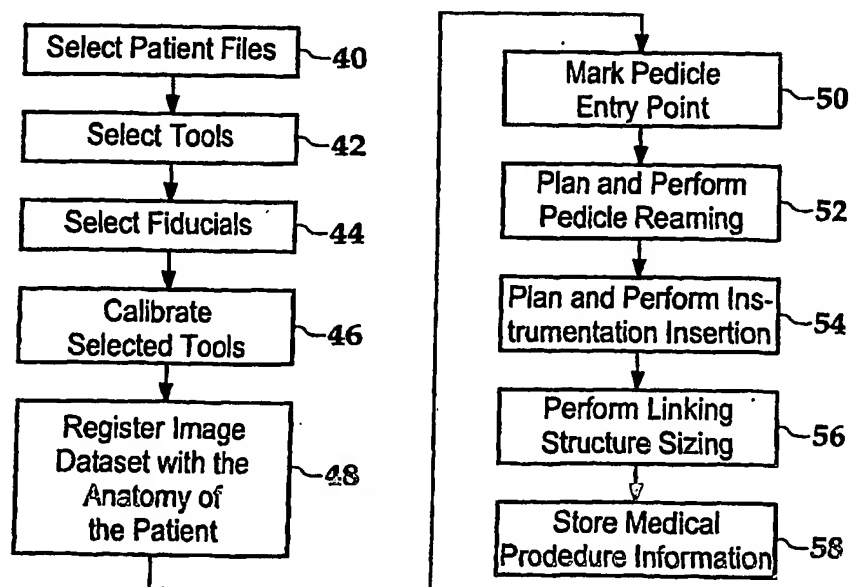 Select Patient Files
40
Select Tools
42
Select Fiducials
44
Calibrate
Selected Tools
46
Register Image
Dataset with the
Anatomy of
the Patient
48
Mark Pedicle
Entry Point
50
Plan and Perform
Pedicle Reaming
52
Plan and Perform Ins-
trumentation Insertion
54
Perform Linking
Structure Sizing
56
Store Medical
Prodedure Information
58